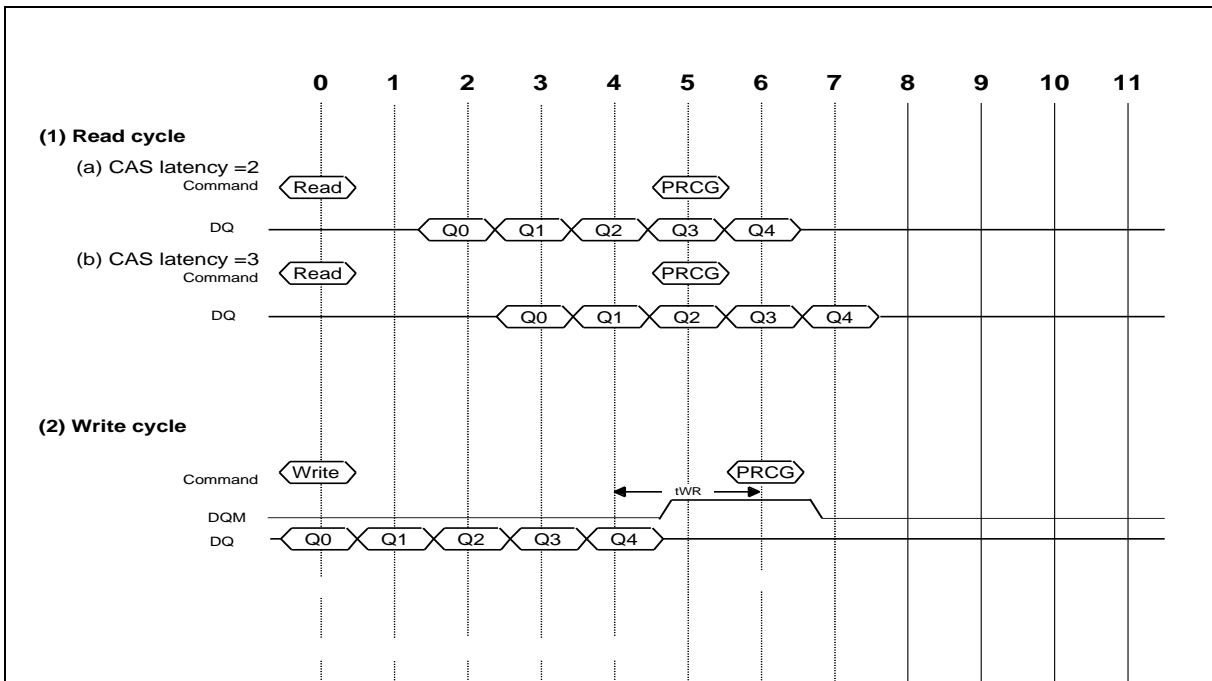 0 1 2 3 4 5 6 7 8 9 10 11
(1) Read cycle
(a) CAS latency =2
Command Read PRCG
DQ Q0 Q1 Q2 Q3 Q4
(b) CAS latency =3
Command Read PRCG
DQ Q0 Q1 Q2 Q3 Q4
(2) Write cycle
Command Write PRCG
tWR
DQM
DQ Q0 Q1 Q2 Q3 Q4